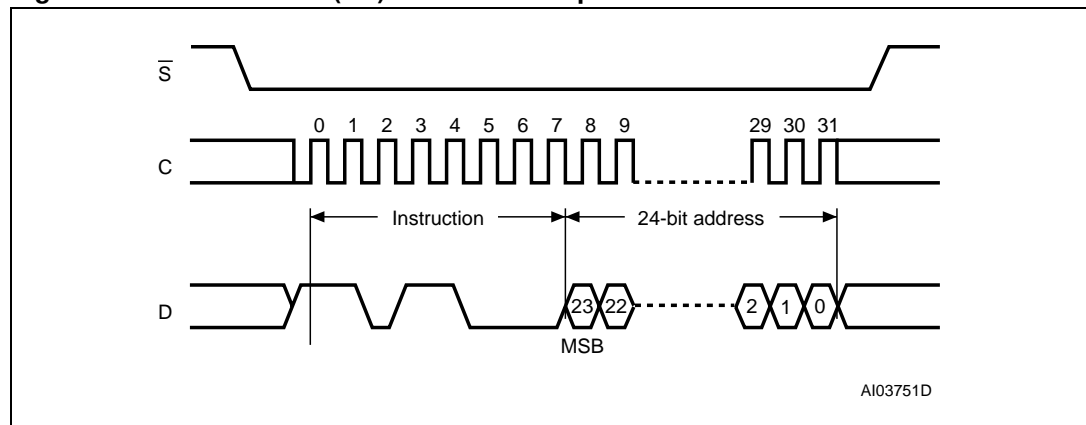 S
0 1 2 3 4 5 6 7 8 9 29 30 31
C
Instruction 24-bit address
D
23 22 2 1 0
MSB
AI03751D